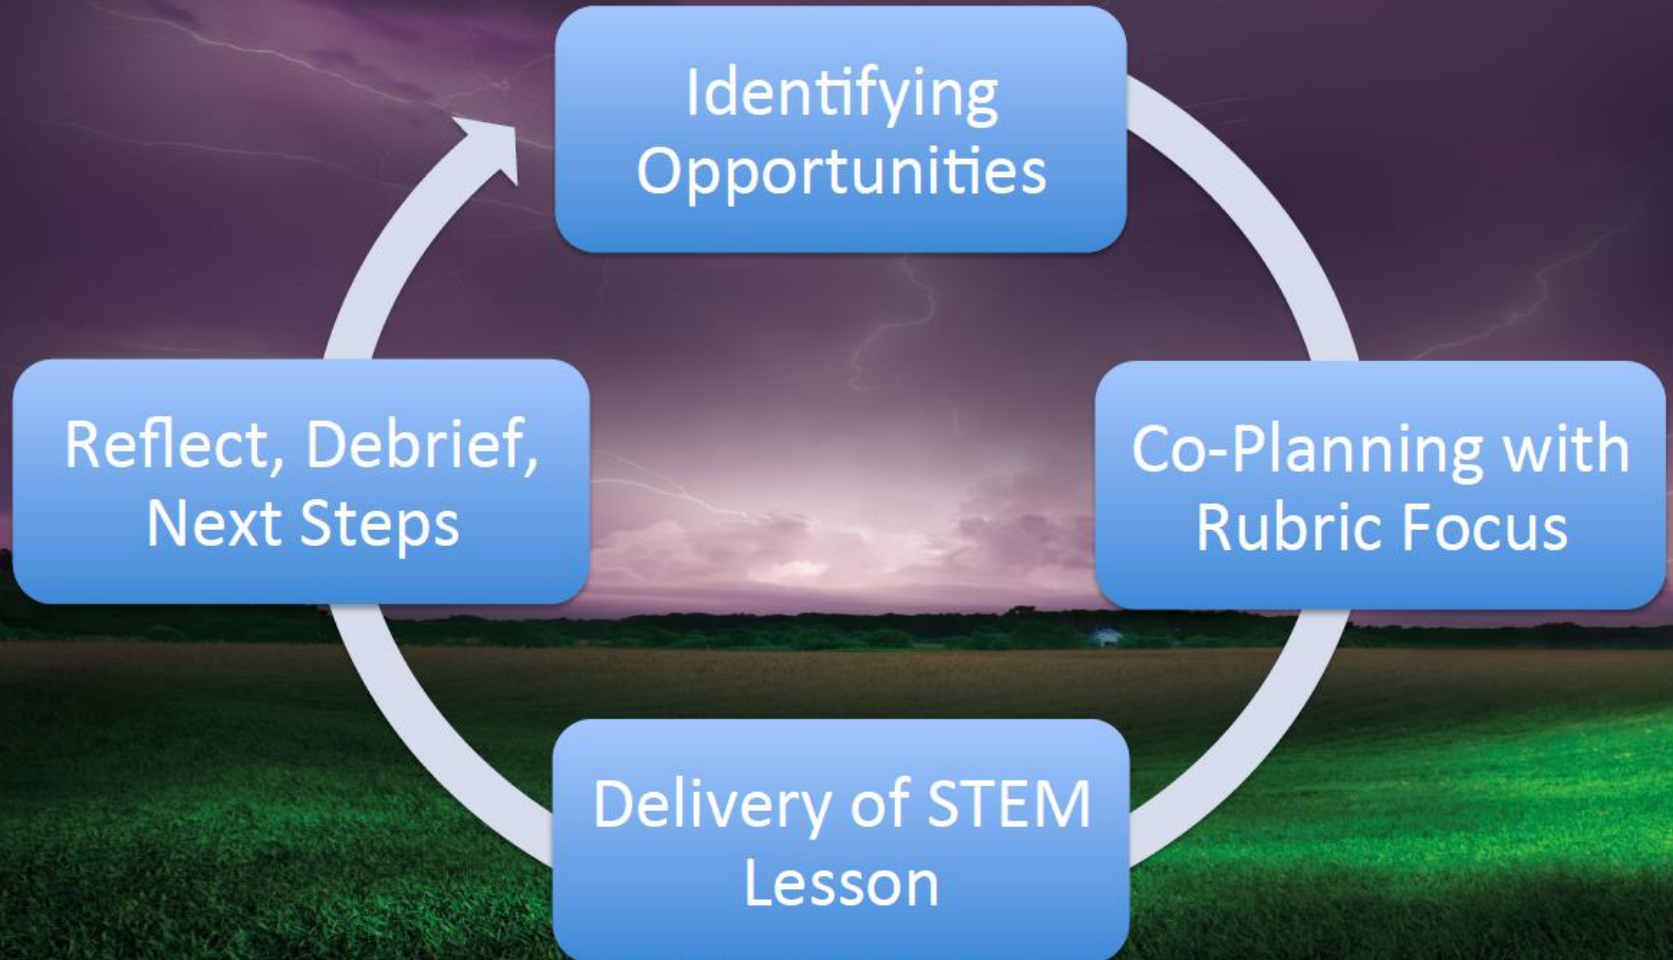 Identifying
Opportunities
Co-Planning with
Rubric Focus
Delivery of STEM
Lesson
Reflect, Debrief,
Next Steps